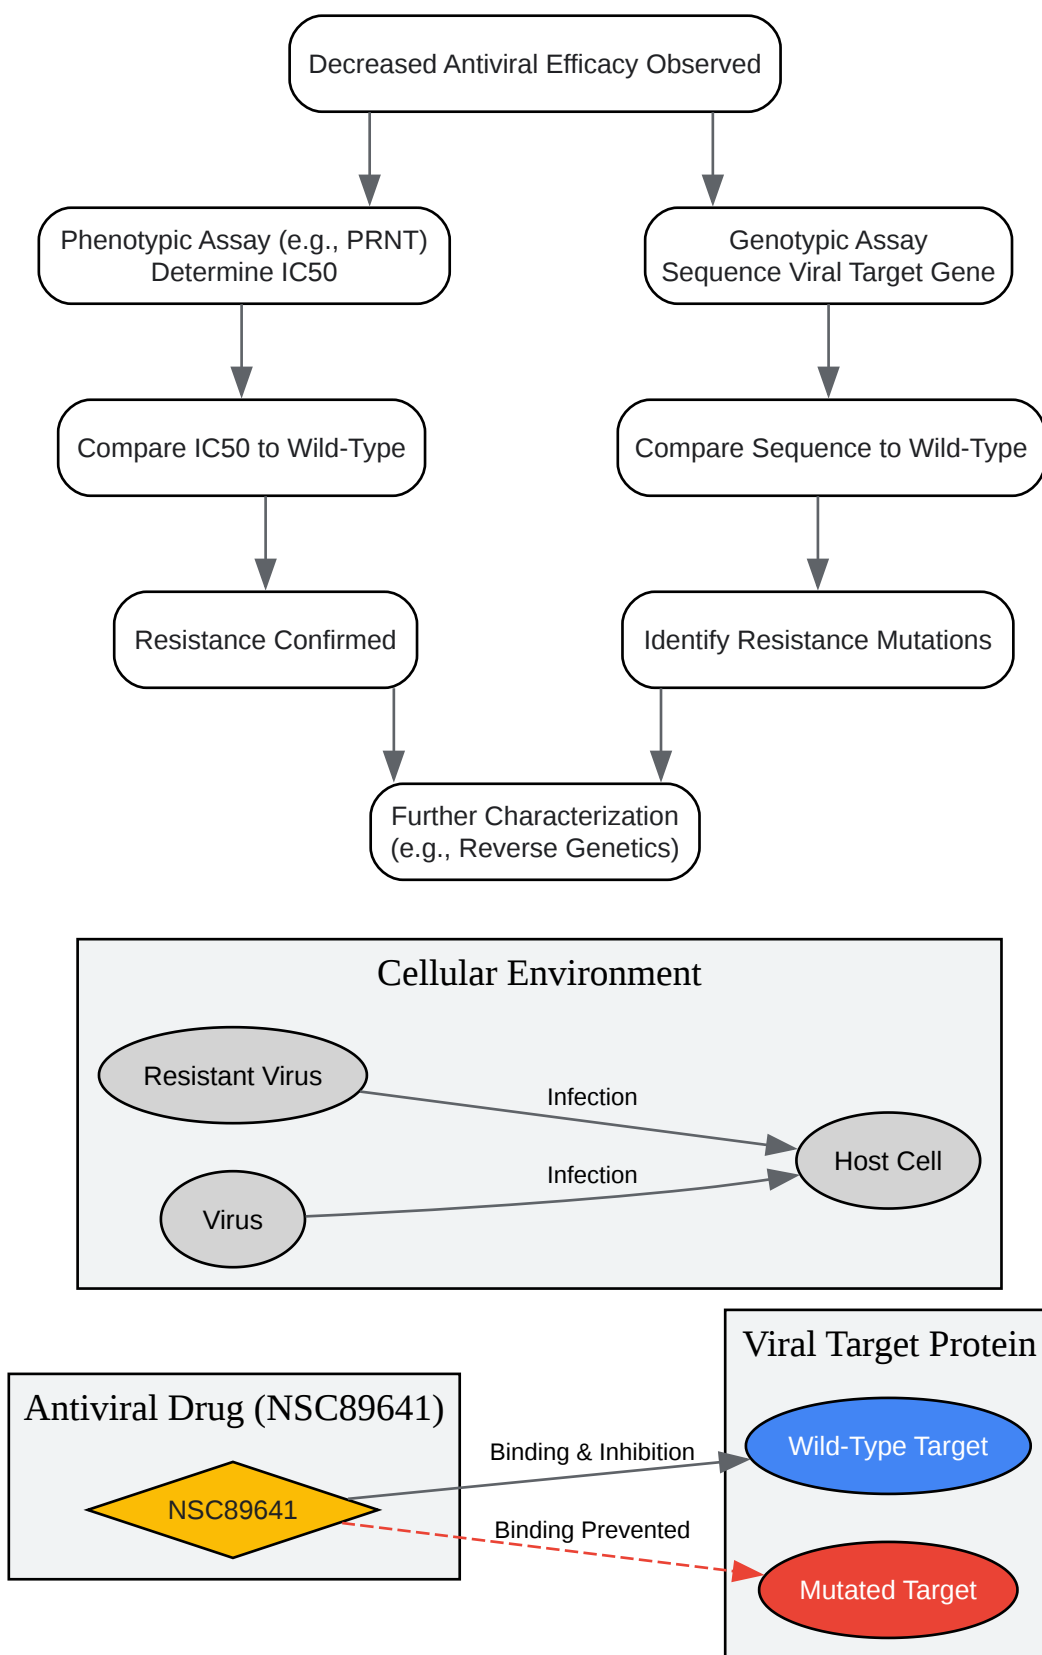 Decreased Antiviral Efficacy Observed
Phenotypic Assay (e.g., PRNT)
Determine IC50
Genotypic Assay
Sequence Viral Target Gene
Compare IC50 to Wild-Type
Compare Sequence to Wild-Type
Resistance Confirmed
Identify Resistance Mutations
Further Characterization
(e.g., Reverse Genetics)
Cellular Environment
Resistant Virus
Infection
Host Cell
Infection
Virus
Viral Target Protein
Antiviral Drug (NSC89641)
Wild-Type Target
Binding & Inhibition
NSC89641
Binding Prevented
Mutated Target